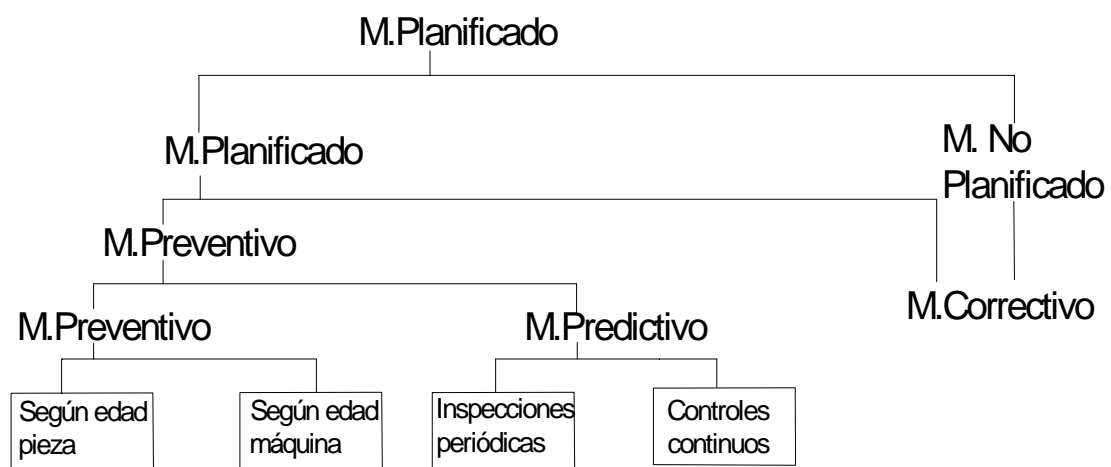 M.Planificado
M.Planificado
M. No
Planificado
M.Preventivo
M.Correctivo
M.Preventivo
M.Predictivo
Según edad
pieza
Según edad
máquina
Inspecciones
periódicas
Controles
continuos